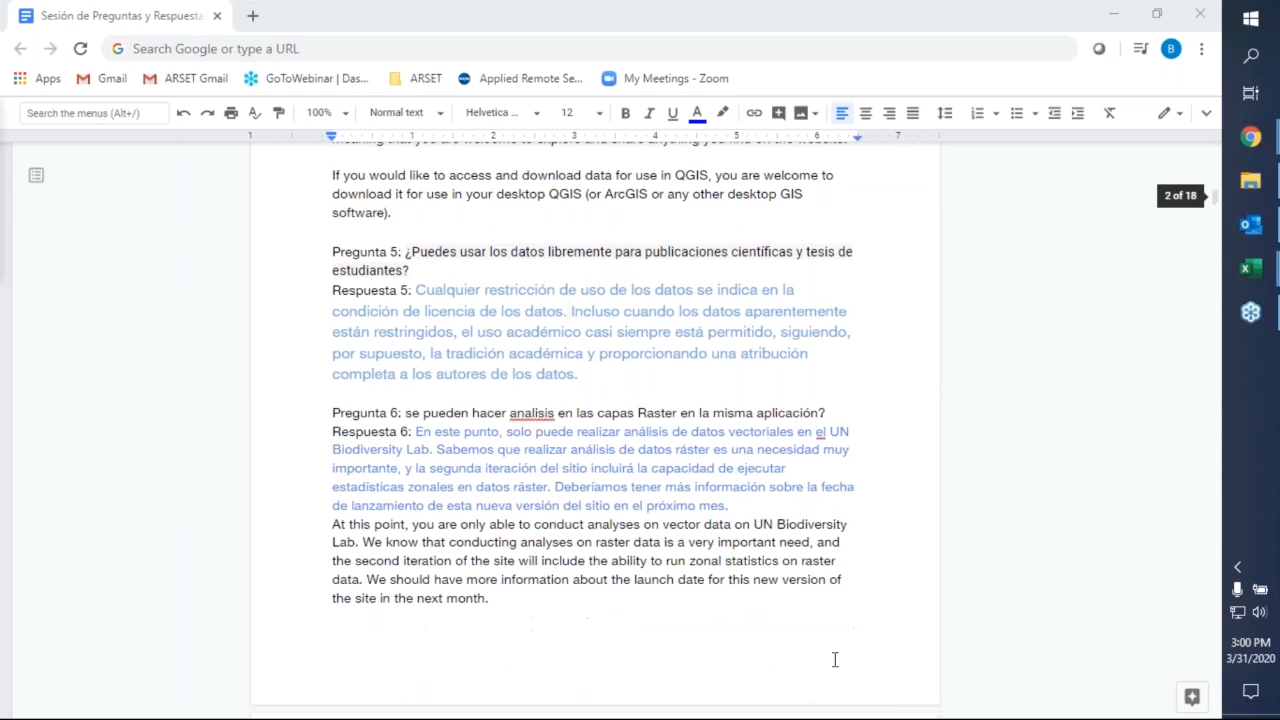 Sesión de Preguntas y Respuesta
Search Google or type a URL
B
Apps Gmail ARSET Gmail GoToWebinar | Das... ARSET Applied Remote Se... My Meetings - Zoom
Search the menus (Alt+/) 100% Normal text Helvetica ... 12 B I U A
1 1 2 3 4 5 6 7
If you would like to access and download data for use in QGIS, you are welcome to
download it for use in your desktop QGIS (or ArcGIS or any other desktop GIS
software).
2 of 18
Pregunta 5: ¿Puedes usar los datos libremente para publicaciones científicas y tesis de
estudiantes?
Respuesta 5: Cualquier restricción de uso de los datos se indica en la
condición de licencia de los datos. Incluso cuando los datos aparentemente
están restringidos, el uso académico casi siempre está permitido, siguiendo,
por supuesto, la tradición académica y proporcionando una atribución
completa a los autores de los datos.
Pregunta 6: se pueden hacer analisis en las capas Raster en la misma aplicación?
Respuesta 6: En este punto, solo puede realizar análisis de datos vectoriales en el UN
Biodiversity Lab. Sabemos que realizar análisis de datos ráster es una necesidad muy
importante, y la segunda iteración del sitio incluirá la capacidad de ejecutar
estadísticas zonales en datos ráster. Deberíamos tener más información sobre la fecha
de lanzamiento de esta nueva versión del sitio en el próximo mes.
At this point, you are only able to conduct analyses on vector data on UN Biodiversity
Lab. We know that conducting analyses on raster data is a very important need, and
the second iteration of the site will include the ability to run zonal statistics on raster
data. We should have more information about the launch date for this new version of
the site in the next month.
3:00 PM
3/31/2020